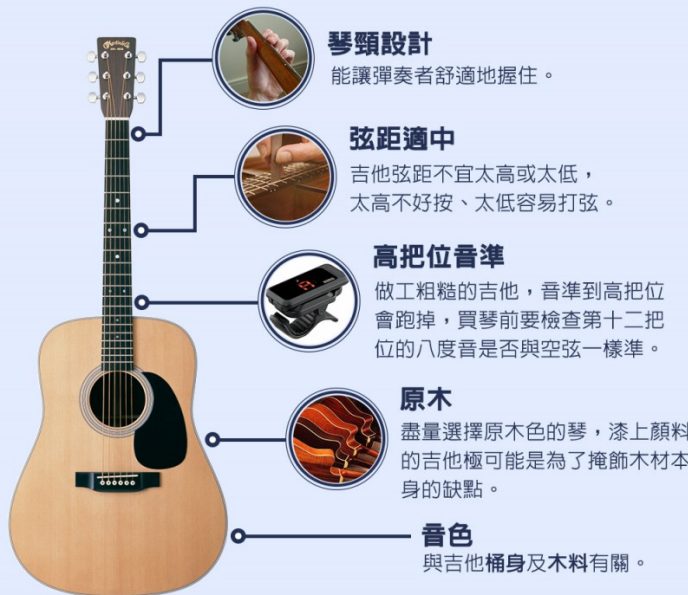 琴頸設計
能讓彈奏者舒適地握住。
弦距適中
吉他弦距不宜太高或太低，
太高不好按、太低容易打弦。
高把位音準
做工粗糙的吉他，音準到高把位
會跑掉，買琴前要檢查第十二把
位的八度音是否與空弦一樣準。
原木
盡量選擇原木色的琴，漆上顏料
的吉他極可能是為了掩飾木材本
身的缺點。
音色
與吉他桶身及木料有關。